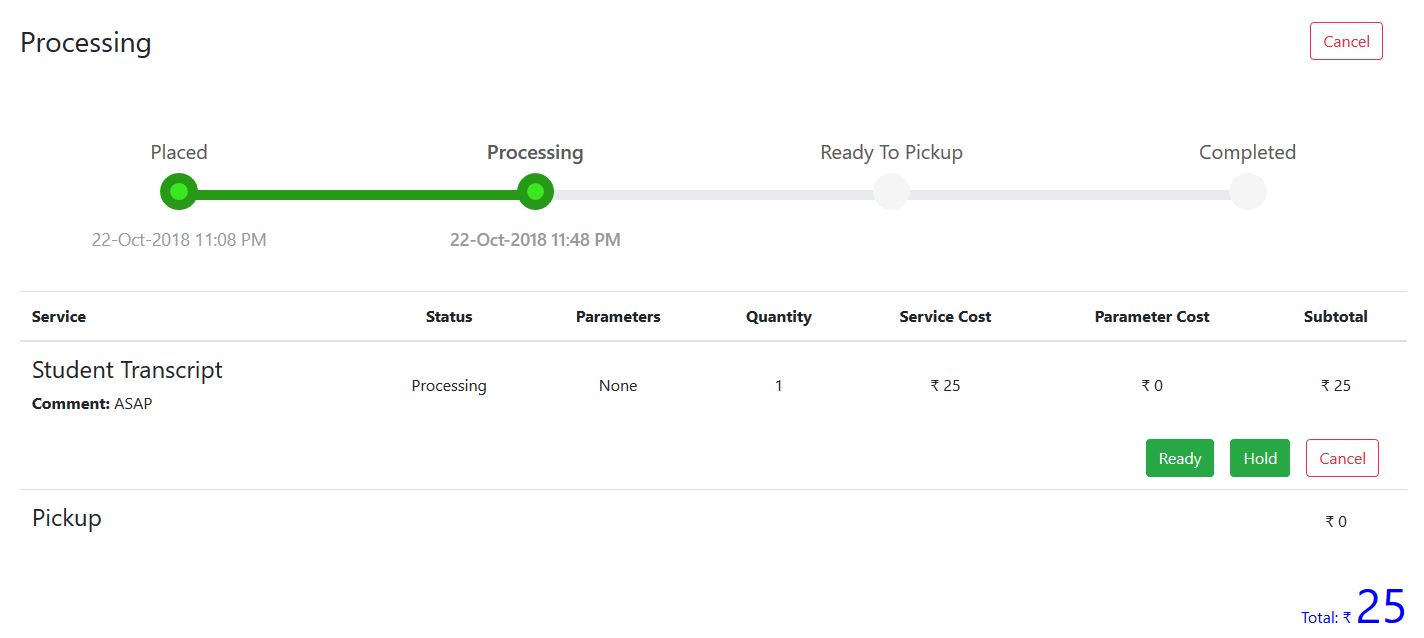 Processing Cancel
Placed Processing Ready To Pickup Completed
22-Oct-2018 11:08 PM 22-Oct-2018 11:48 PM
Service Status Parameters Quantity Service Cost Parameter Cost Subtotal
Student Transcript
Processing None 1 ₹ 25 ₹ 0 ₹ 25
Comment: ASAP
Ready Hold Cancel
Pickup ₹ 0
Total: ₹ 25